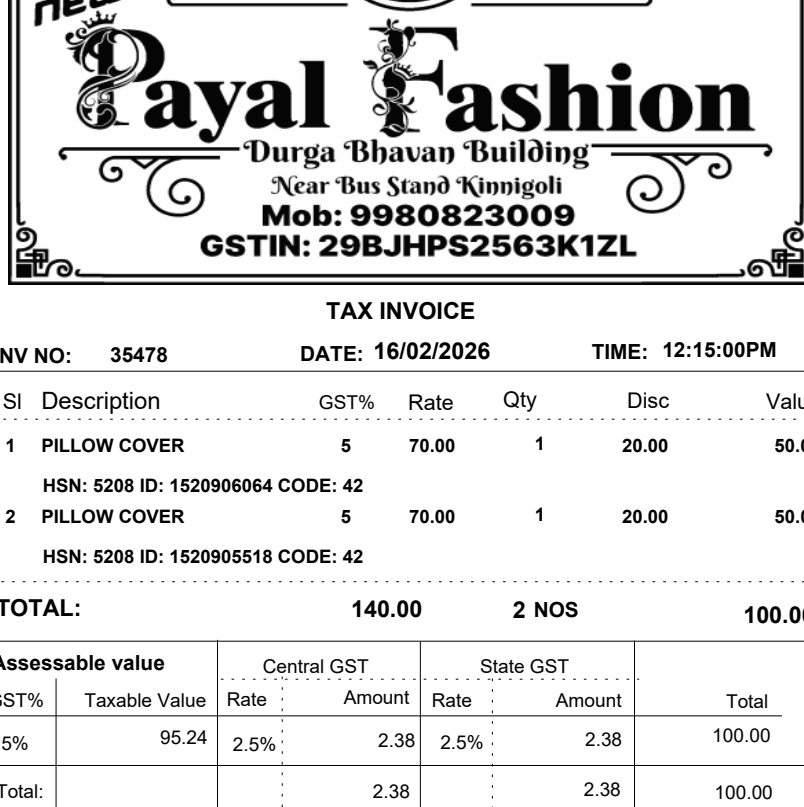 NEW
Payal Fashion
Durga Bhavan Building
Near Bus Stand Kinnigoli
Mob: 9980823009
GSTIN: 29BJHPS2563K1ZL
TAX INVOICE
NV NO: 35478 DATE: 16/02/2026 TIME: 12:15:00PM
Sl Description GST% Rate Qty Disc Valu
1 PILLOW COVER 5 70.00 1 20.00 50.0
HSN: 5208 ID: 1520906064 CODE: 42
2 PILLOW COVER 5 70.00 1 20.00 50.0
HSN: 5208 ID: 1520905518 CODE: 42
TOTAL: 140.00 2 NOS 100.00
Assessable value Central GST State GST
GST% Taxable Value Rate Amount Rate Amount Total
5% 95.24 2.5% 2.38 2.5% 2.38 100.00
Total: 2.38 2.38 100.00